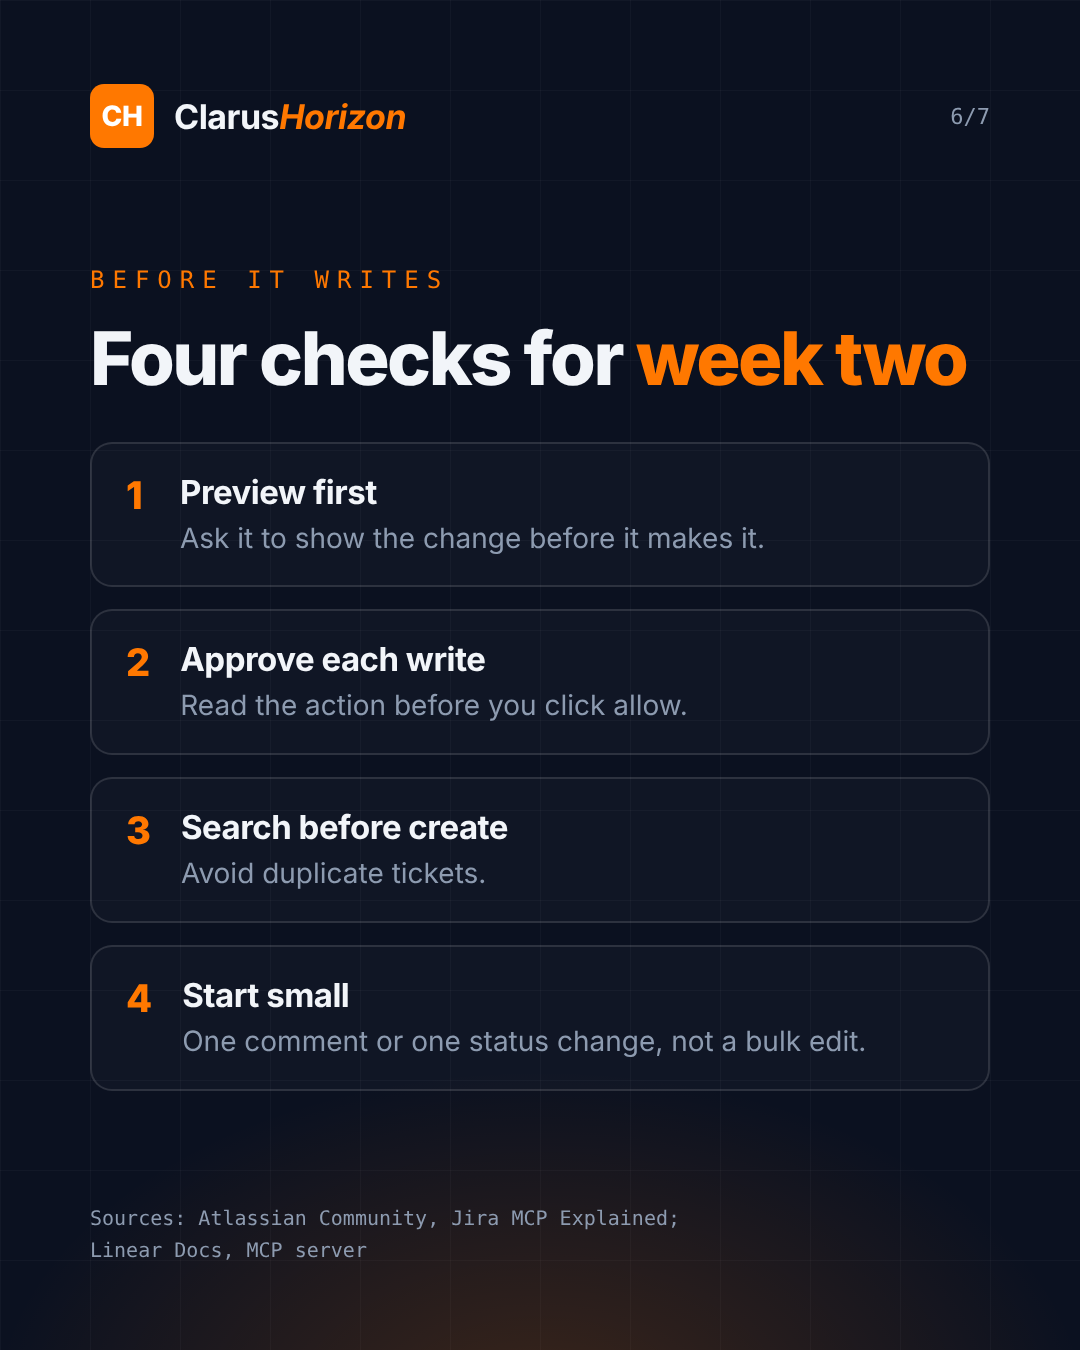 CH ClarusHorizon
6/7
BEFORE IT WRITES
Four checks for week two
1 Preview first
Ask it to show the change before it makes it.
2 Approve each write
Read the action before you click allow.
3 Search before create
Avoid duplicate tickets.
4 Start small
One comment or one status change, not a bulk edit.
Sources: Atlassian Community, Jira MCP Explained;
Linear Docs, MCP server